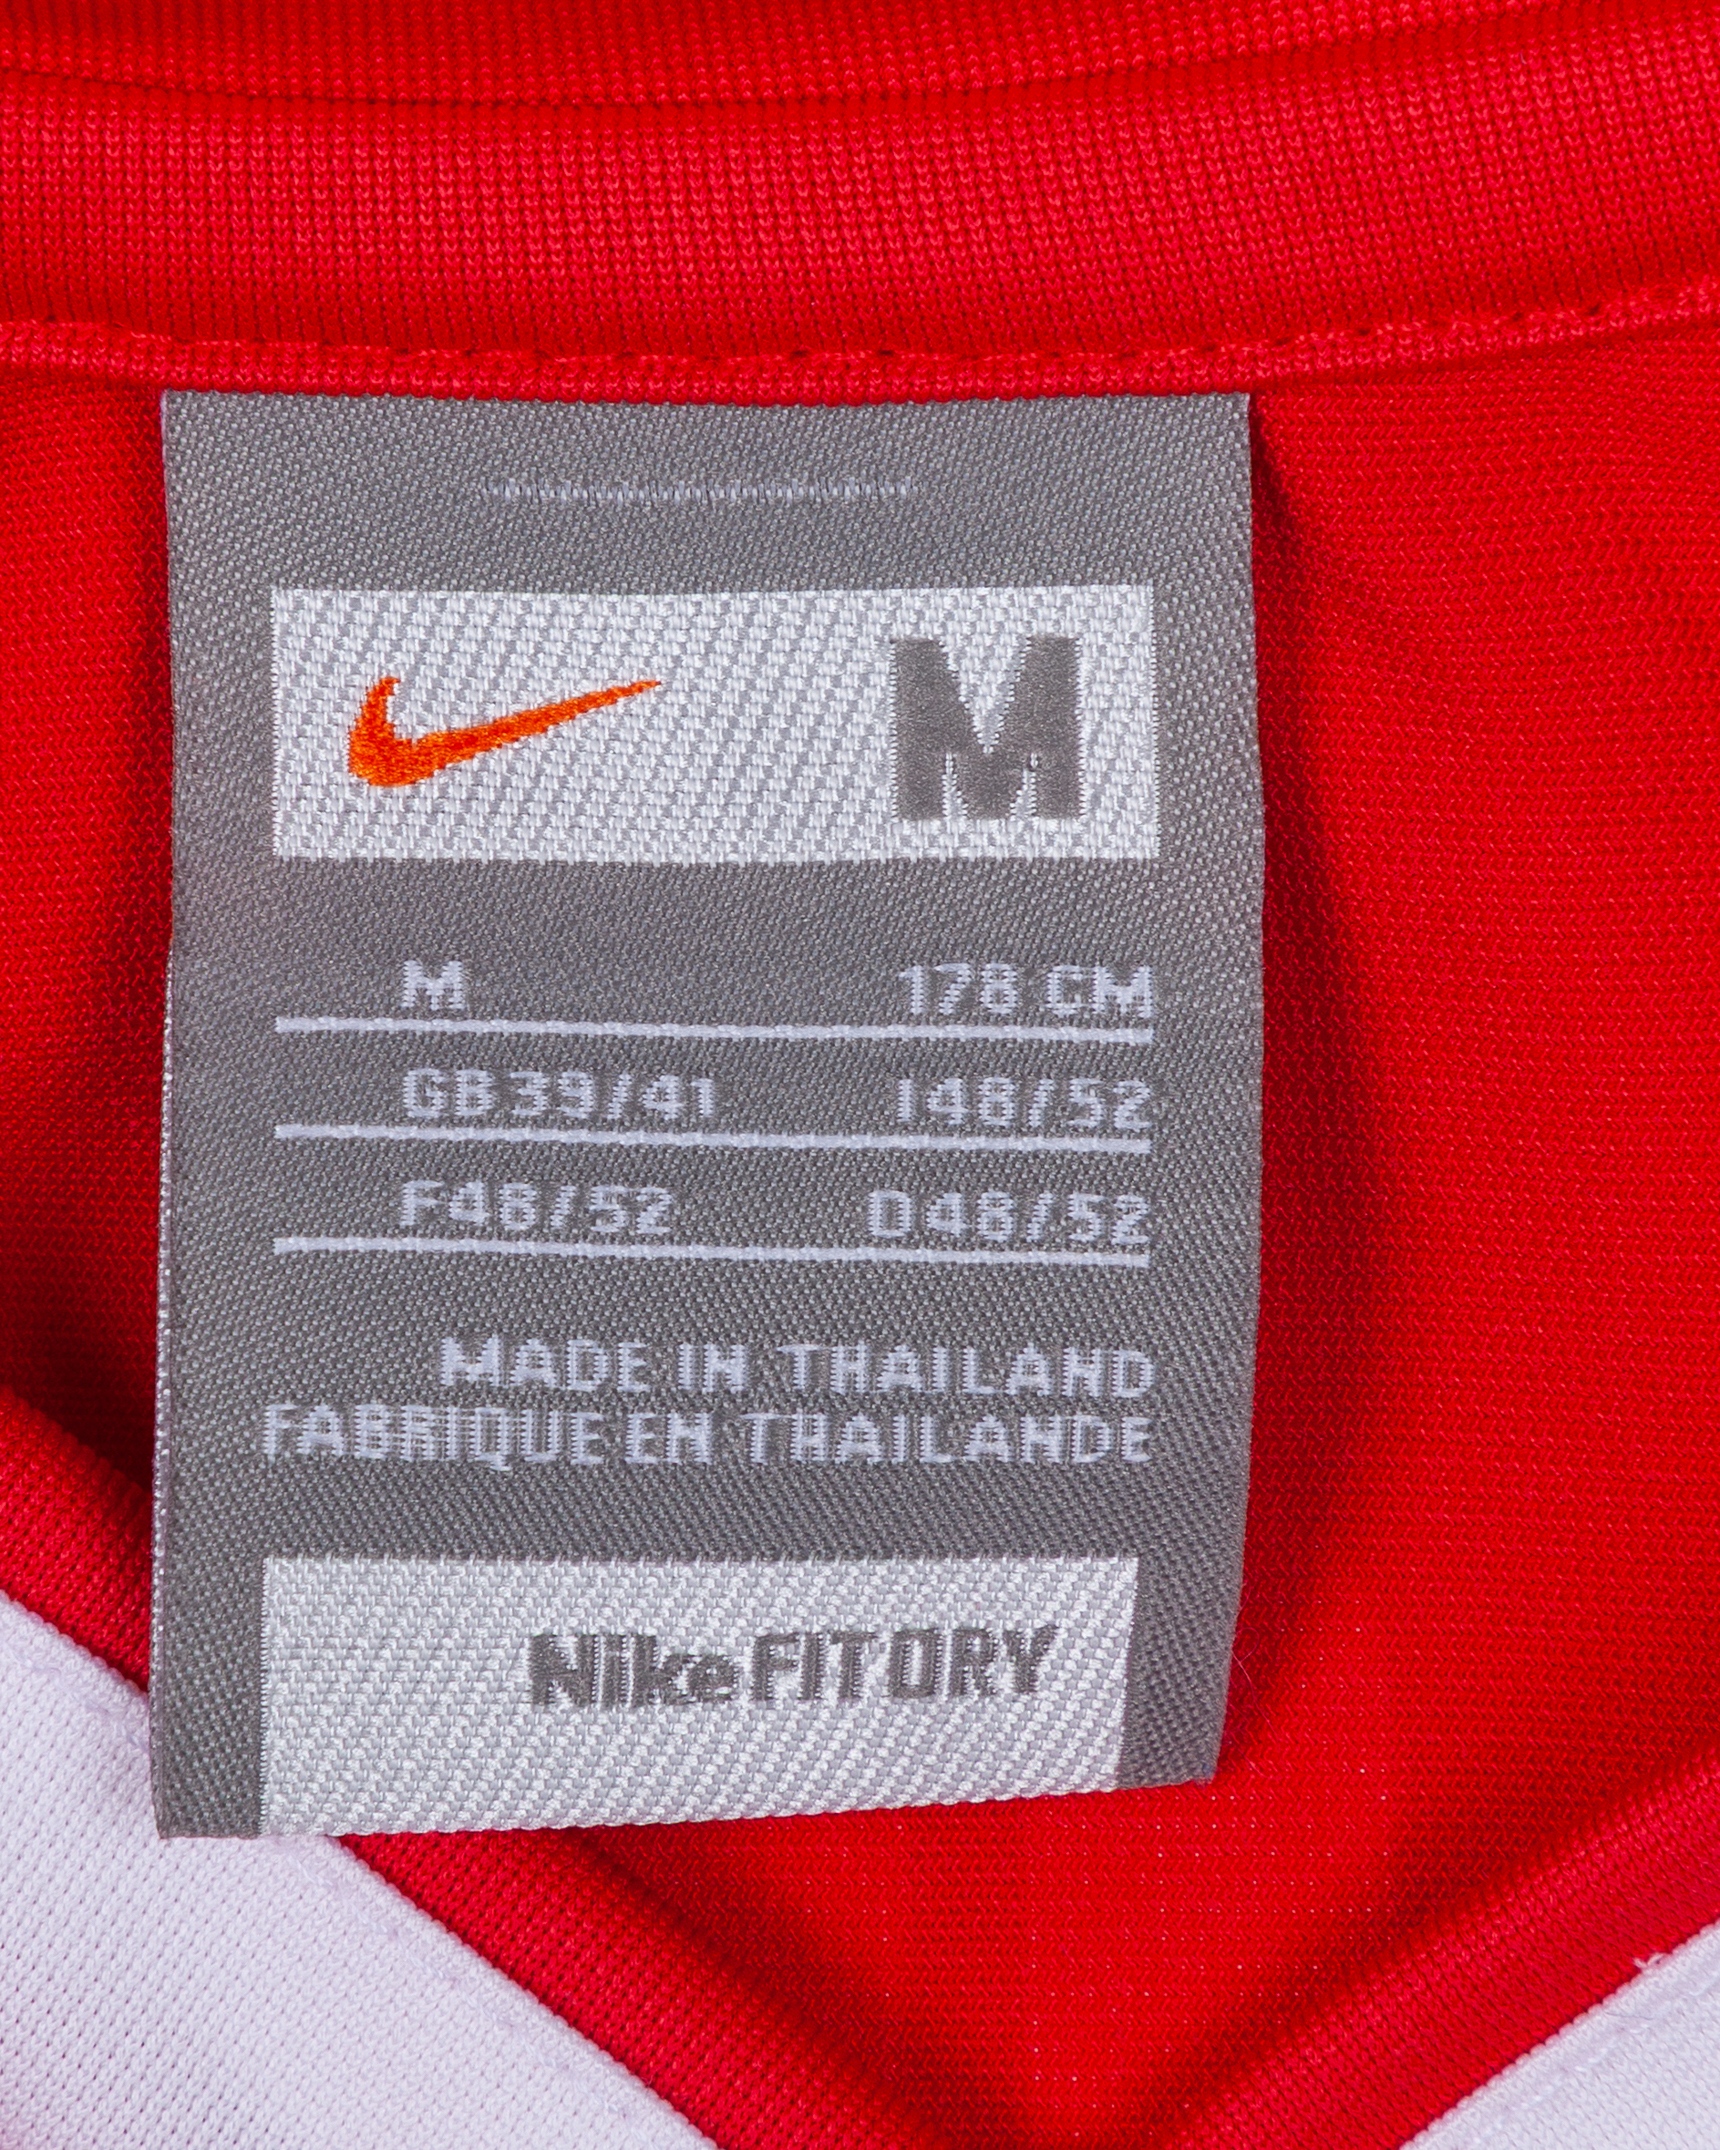 M
M 178 CM
GB39/41 I48/52
F48/52 D48/52
MADE IN THAILAND
FABRIQUE EN THAILANDE
Nike FIT DRY